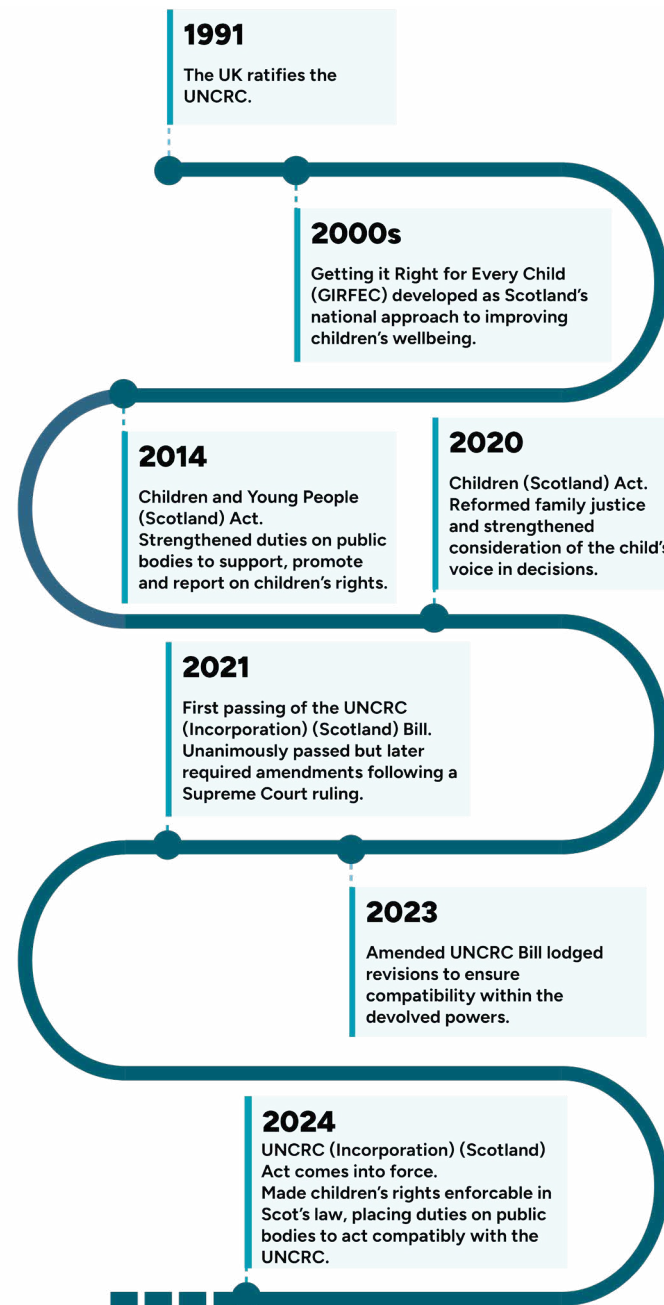 1991
The UK ratifies the
UNCRC.
2000s
Getting it Right for Every Child
(GIRFEC) developed as Scotland’s
national approach to improving
children’s wellbeing.
2014
Children and Young People
(Scotland) Act.
Strengthened duties on public
bodies to support, promote
and report on children’s rights.
2020
Children (Scotland) Act.
Reformed family justice
and strengthened
consideration of the child’s
voice in decisions.
2021
First passing of the UNCRC
(Incorporation) (Scotland) Bill.
Unanimously passed but later
required amendments following a
Supreme Court ruling.
2023
Amended UNCRC Bill lodged
revisions to ensure
compatibility within the
devolved powers.
2024
UNCRC (Incorporation) (Scotland)
Act comes into force.
Made children’s rights enforcable in
Scot’s law, placing duties on public
bodies to act compatibly with the
UNCRC.